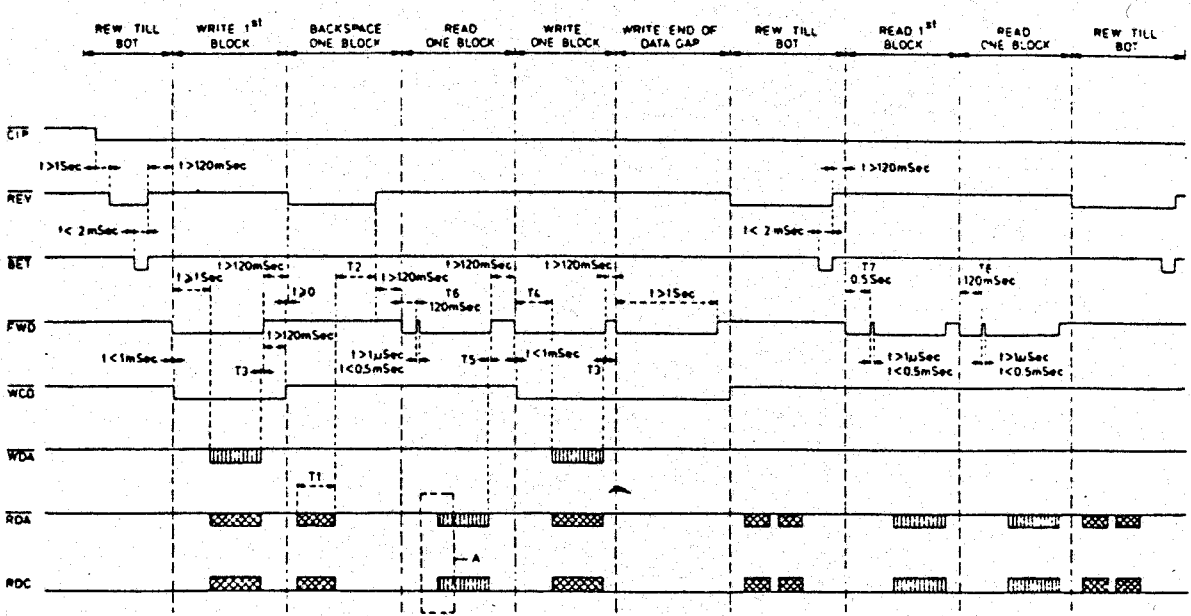 REW TILL BOT
WRITE 1st BLOCK
BACKSPACE ONE BLOCK
READ ONE BLOCK
WRITE ONE BLOCK
WRITE END OF DATA GAP
REW TILL BOT
READ 1st BLOCK
READ ONE BLOCK
REW TILL BOT
CIP
t>1Sec
t>120mSec
t>120mSec
REV
t< 2mSec
t< 2mSec
BET
t≥1Sec
t>120mSec
t≥0
T2
t>120mSec
t>120mSec
T6
120mSec
T4
t>120mSec
t>1Sec
T7
0.5Sec
T8
120mSec
FWD
t<1mSec
T3
t>120mSec
t>1µSec
t<0.5mSec
T5
t<1mSec
T3
t>1µSec
t<0.5mSec
t>1µSec
t<0.5mSec
WCD
WDA
T1
RDA
A
RDC